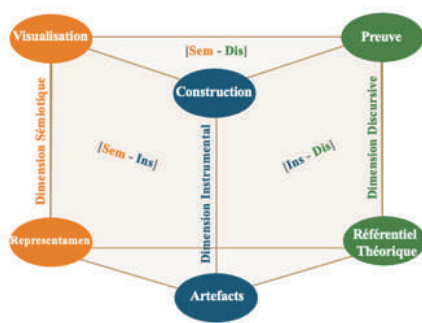 Visualisation
Preuve
[Sem - Dis]
Construction
Dimension Sémiotique
Dimension Instrumental
Dimension Discursive
[Sem - Ins]
[Ins - Dis]
Representamen
Référentiel
Théorique
Artefacts